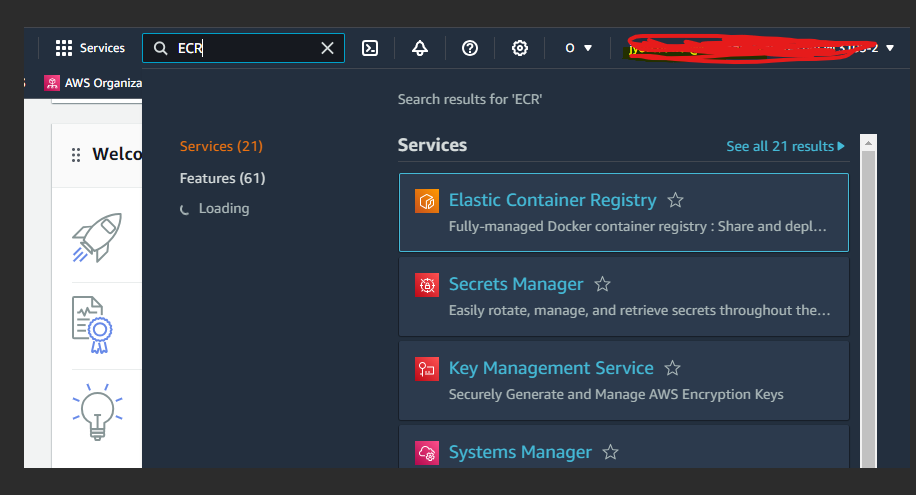 Services
ECR
O
AWS Organiza
Search results for 'ECR'
Welco
Services (21)
Features (61)
Loading
Services
See all 21 results
Elastic Container Registry
Fully-managed Docker container registry : Share and depl...
Secrets Manager
Easily rotate, manage, and retrieve secrets throughout the...
Key Management Service
Securely Generate and Manage AWS Encryption Keys
Systems Manager